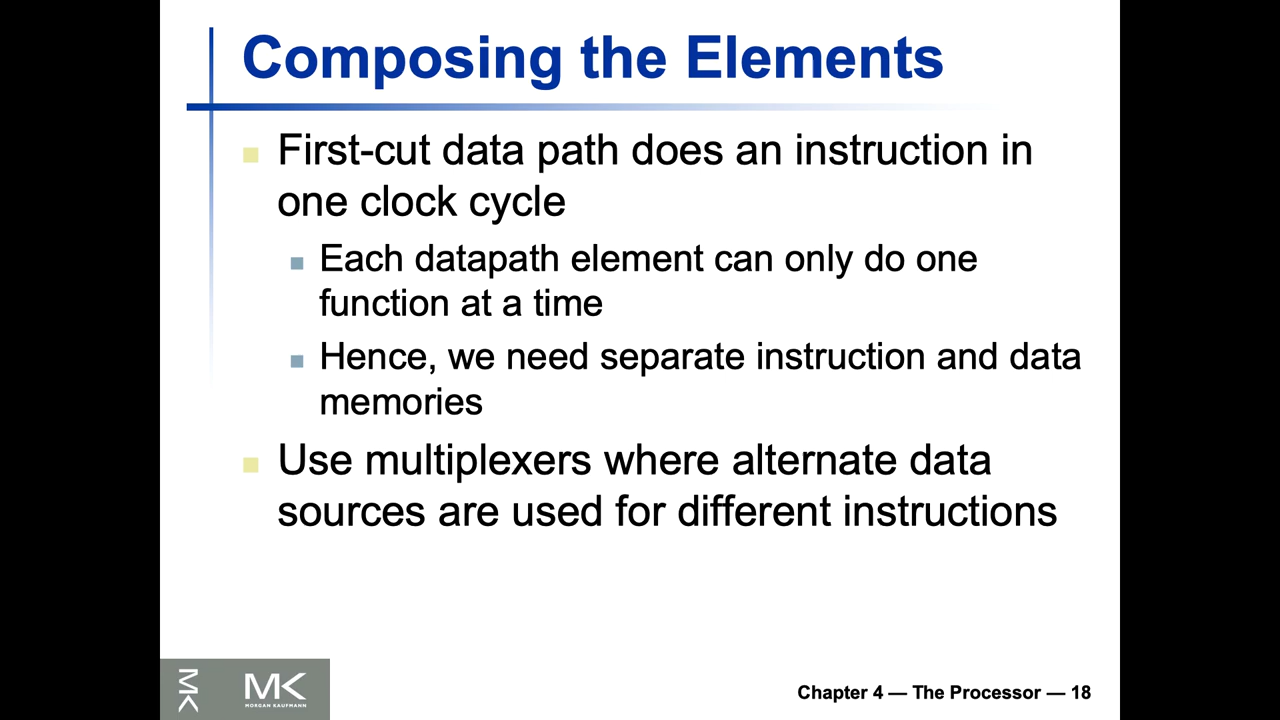 Composing the Elements
First-cut data path does an instruction in
one clock cycle
Each datapath element can only do one
function at a time
Hence, we need separate instruction and data
memories
Use multiplexers where alternate data
sources are used for different instructions
MK
MK
MORGAN KAUFMANN
Chapter 4 — The Processor — 18